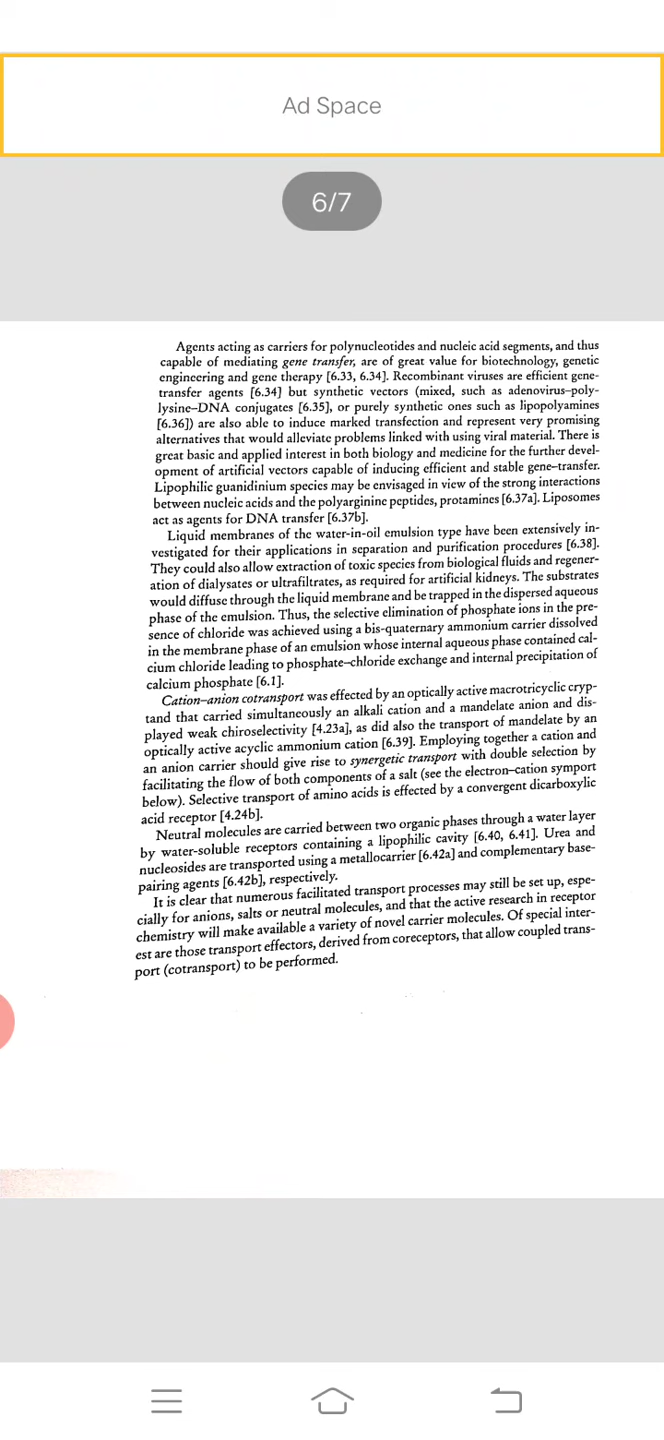 Ad Space
6/7
Agents acting as carriers for polynucleotides and nucleic acid segments, and thus
capable of mediating gene transfer, are of great value for biotechnology, genetic
engineering and gene therapy [6.33, 6.34]. Recombinant viruses are efficient gene-
transfer agents [6.34] but synthetic vectors (mixed, such as adenovirus–poly-
lysine–DNA conjugates [6.35], or purely synthetic ones such as lipopolyamines
[6.36]) are also able to induce marked transfection and represent very promising
alternatives that would alleviate problems linked with using viral material. There is
great basic and applied interest in both biology and medicine for the further devel-
opment of artificial vectors capable of inducing efficient and stable gene–transfer.
Lipophilic guanidinium species may be envisaged in view of the strong interactions
between nucleic acids and the polyarginine peptides, protamines [6.37a]. Liposomes
act as agents for DNA transfer [6.37b].
Liquid membranes of the water-in-oil emulsion type have been extensively in-
vestigated for their applications in separation and purification procedures [6.38].
They could also allow extraction of toxic species from biological fluids and regener-
ation of dialysates or ultrafiltrates, as required for artificial kidneys. The substrates
would diffuse through the liquid membrane and be trapped in the dispersed aqueous
phase of the emulsion. Thus, the selective elimination of phosphate ions in the pre-
sence of chloride was achieved using a bis-quaternary ammonium carrier dissolved
in the membrane phase of an emulsion whose internal aqueous phase contained cal-
cium chloride leading to phosphate–chloride exchange and internal precipitation of
calcium phosphate [6.1].
Cation–anion cotransport was effected by an optically active macrotricyclic cryp-
tand that carried simultaneously an alkali cation and a mandelate anion and dis-
played weak chiroselectivity [4.23a], as did also the transport of mandelate by an
optically active acyclic ammonium cation [6.39]. Employing together a cation and
an anion carrier should give rise to synergetic transport with double selection by
facilitating the flow of both components of a salt (see the electron–cation symport
below). Selective transport of amino acids is effected by a convergent dicarboxylic
acid receptor [4.24b].
Neutral molecules are carried between two organic phases through a water layer
by water-soluble receptors containing a lipophilic cavity [6.40, 6.41]. Urea and
nucleosides are transported using a metallocarrier [6.42a] and complementary base-
pairing agents [6.42b], respectively.
It is clear that numerous facilitated transport processes may still be set up, espe-
cially for anions, salts or neutral molecules, and that the active research in receptor
chemistry will make available a variety of novel carrier molecules. Of special inter-
est are those transport effectors, derived from coreceptors, that allow coupled trans-
port (cotransport) to be performed.